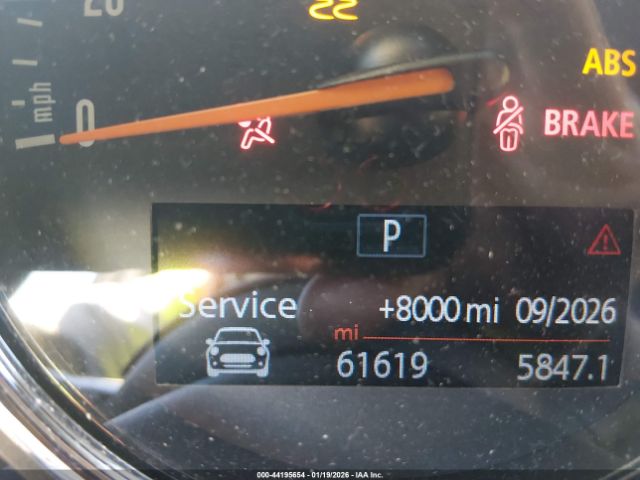 20
mph
ABS
0
BRAKE
P
Service +8000 mi 09/2026
mi
61619 5847.1
000-44195654 - 01/19/2026 - IAA Inc.